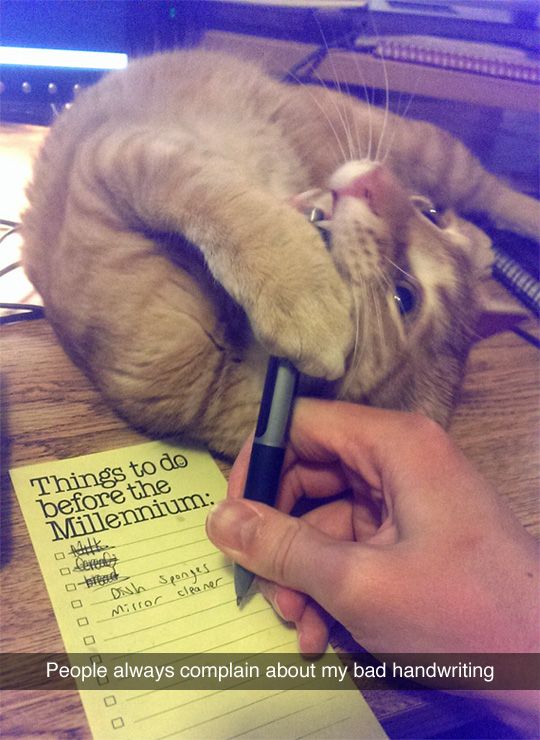 Things to do
before the
Millennium:
Milk.
Cereal
bread
Dish sponges
Mirror cleaner
People always complain about my bad handwriting